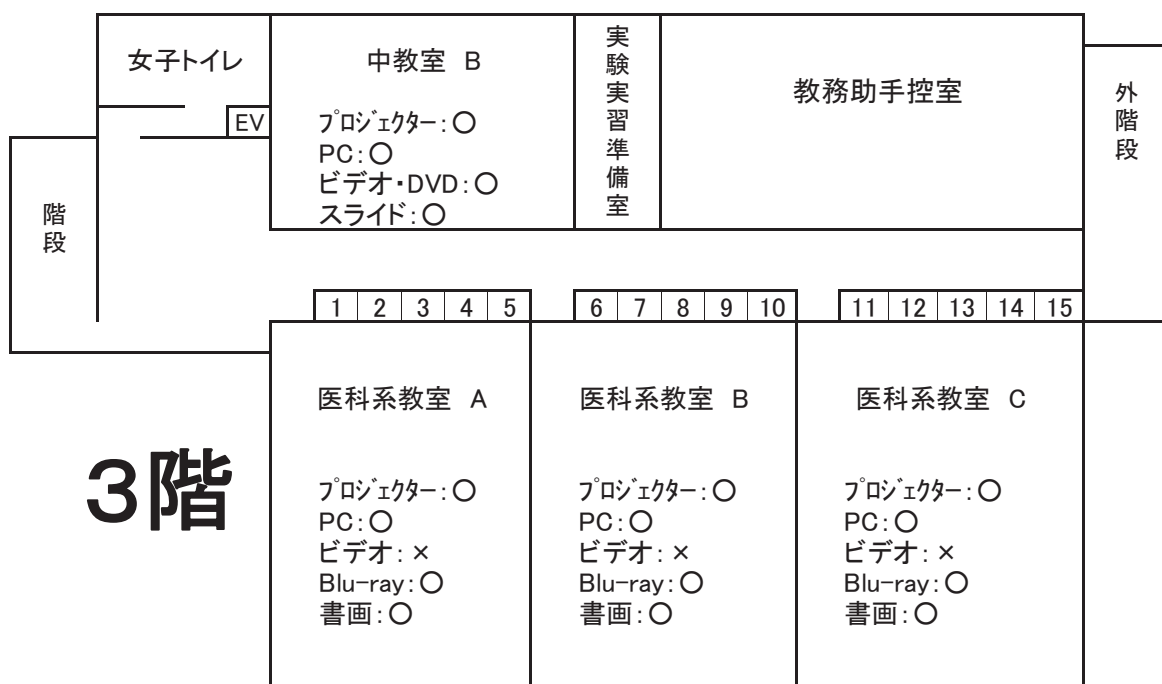 女子トイレ
EV
階段
中教室 B
プロジェクター:○
PC:○
ビデオ・DVD:○
スライド:○
実験実習準備室
教務助手控室
外階段
1 2 3 4 5
6 7 8 9 10
11 12 13 14 15
3階
医科系教室 A
プロジェクター:○
PC:○
ビデオ:×
Blu-ray:○
書画:○
医科系教室 B
プロジェクター:○
PC:○
ビデオ:×
Blu-ray:○
書画:○
医科系教室 C
プロジェクター:○
PC:○
ビデオ:×
Blu-ray:○
書画:○